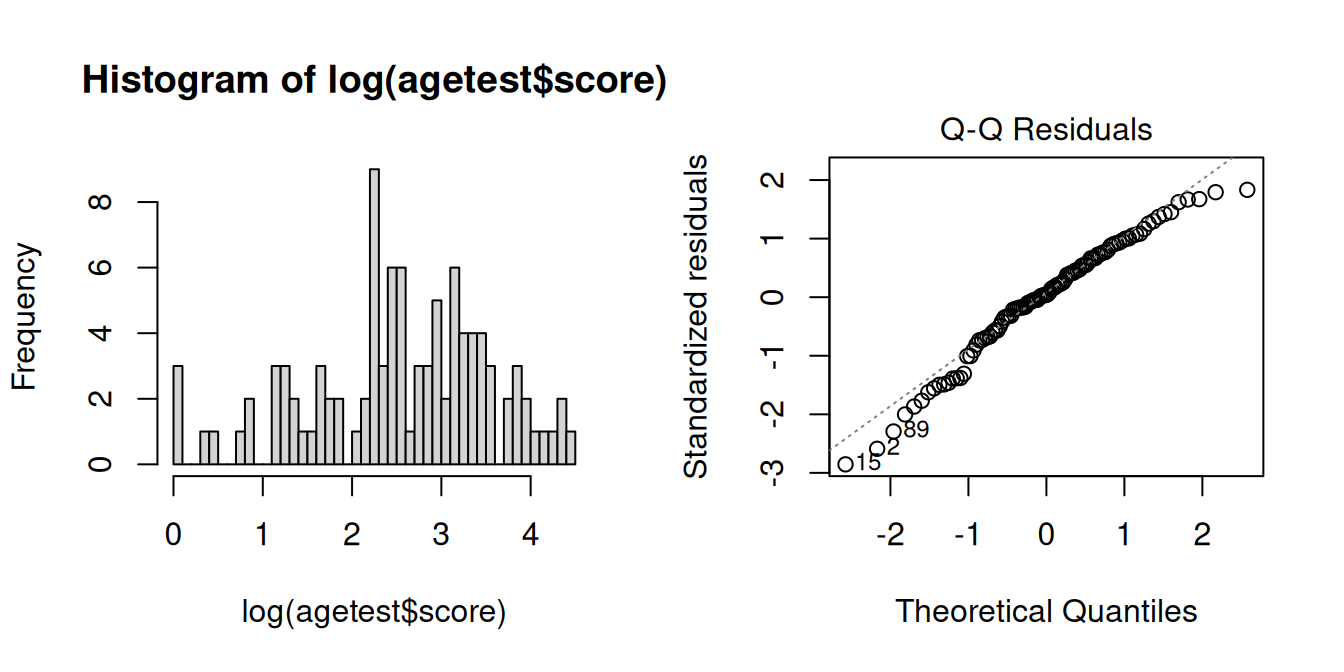 Histogram of log(agetest$score)
Frequency
0 2 4 6 8
0 1 2 3 4
log(agetest$score)
Q-Q Residuals
Standardized residuals
-3 -2 -1 0 1 2
89
2
15
-2 -1 0 1 2
Theoretical Quantiles